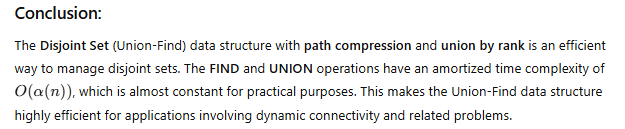 Conclusion:
The Disjoint Set (Union-Find) data structure with path compression and union by rank is an efficient
way to manage disjoint sets. The FIND and UNION operations have an amortized time complexity of
O(α(n)), which is almost constant for practical purposes. This makes the Union-Find data structure
highly efficient for applications involving dynamic connectivity and related problems.